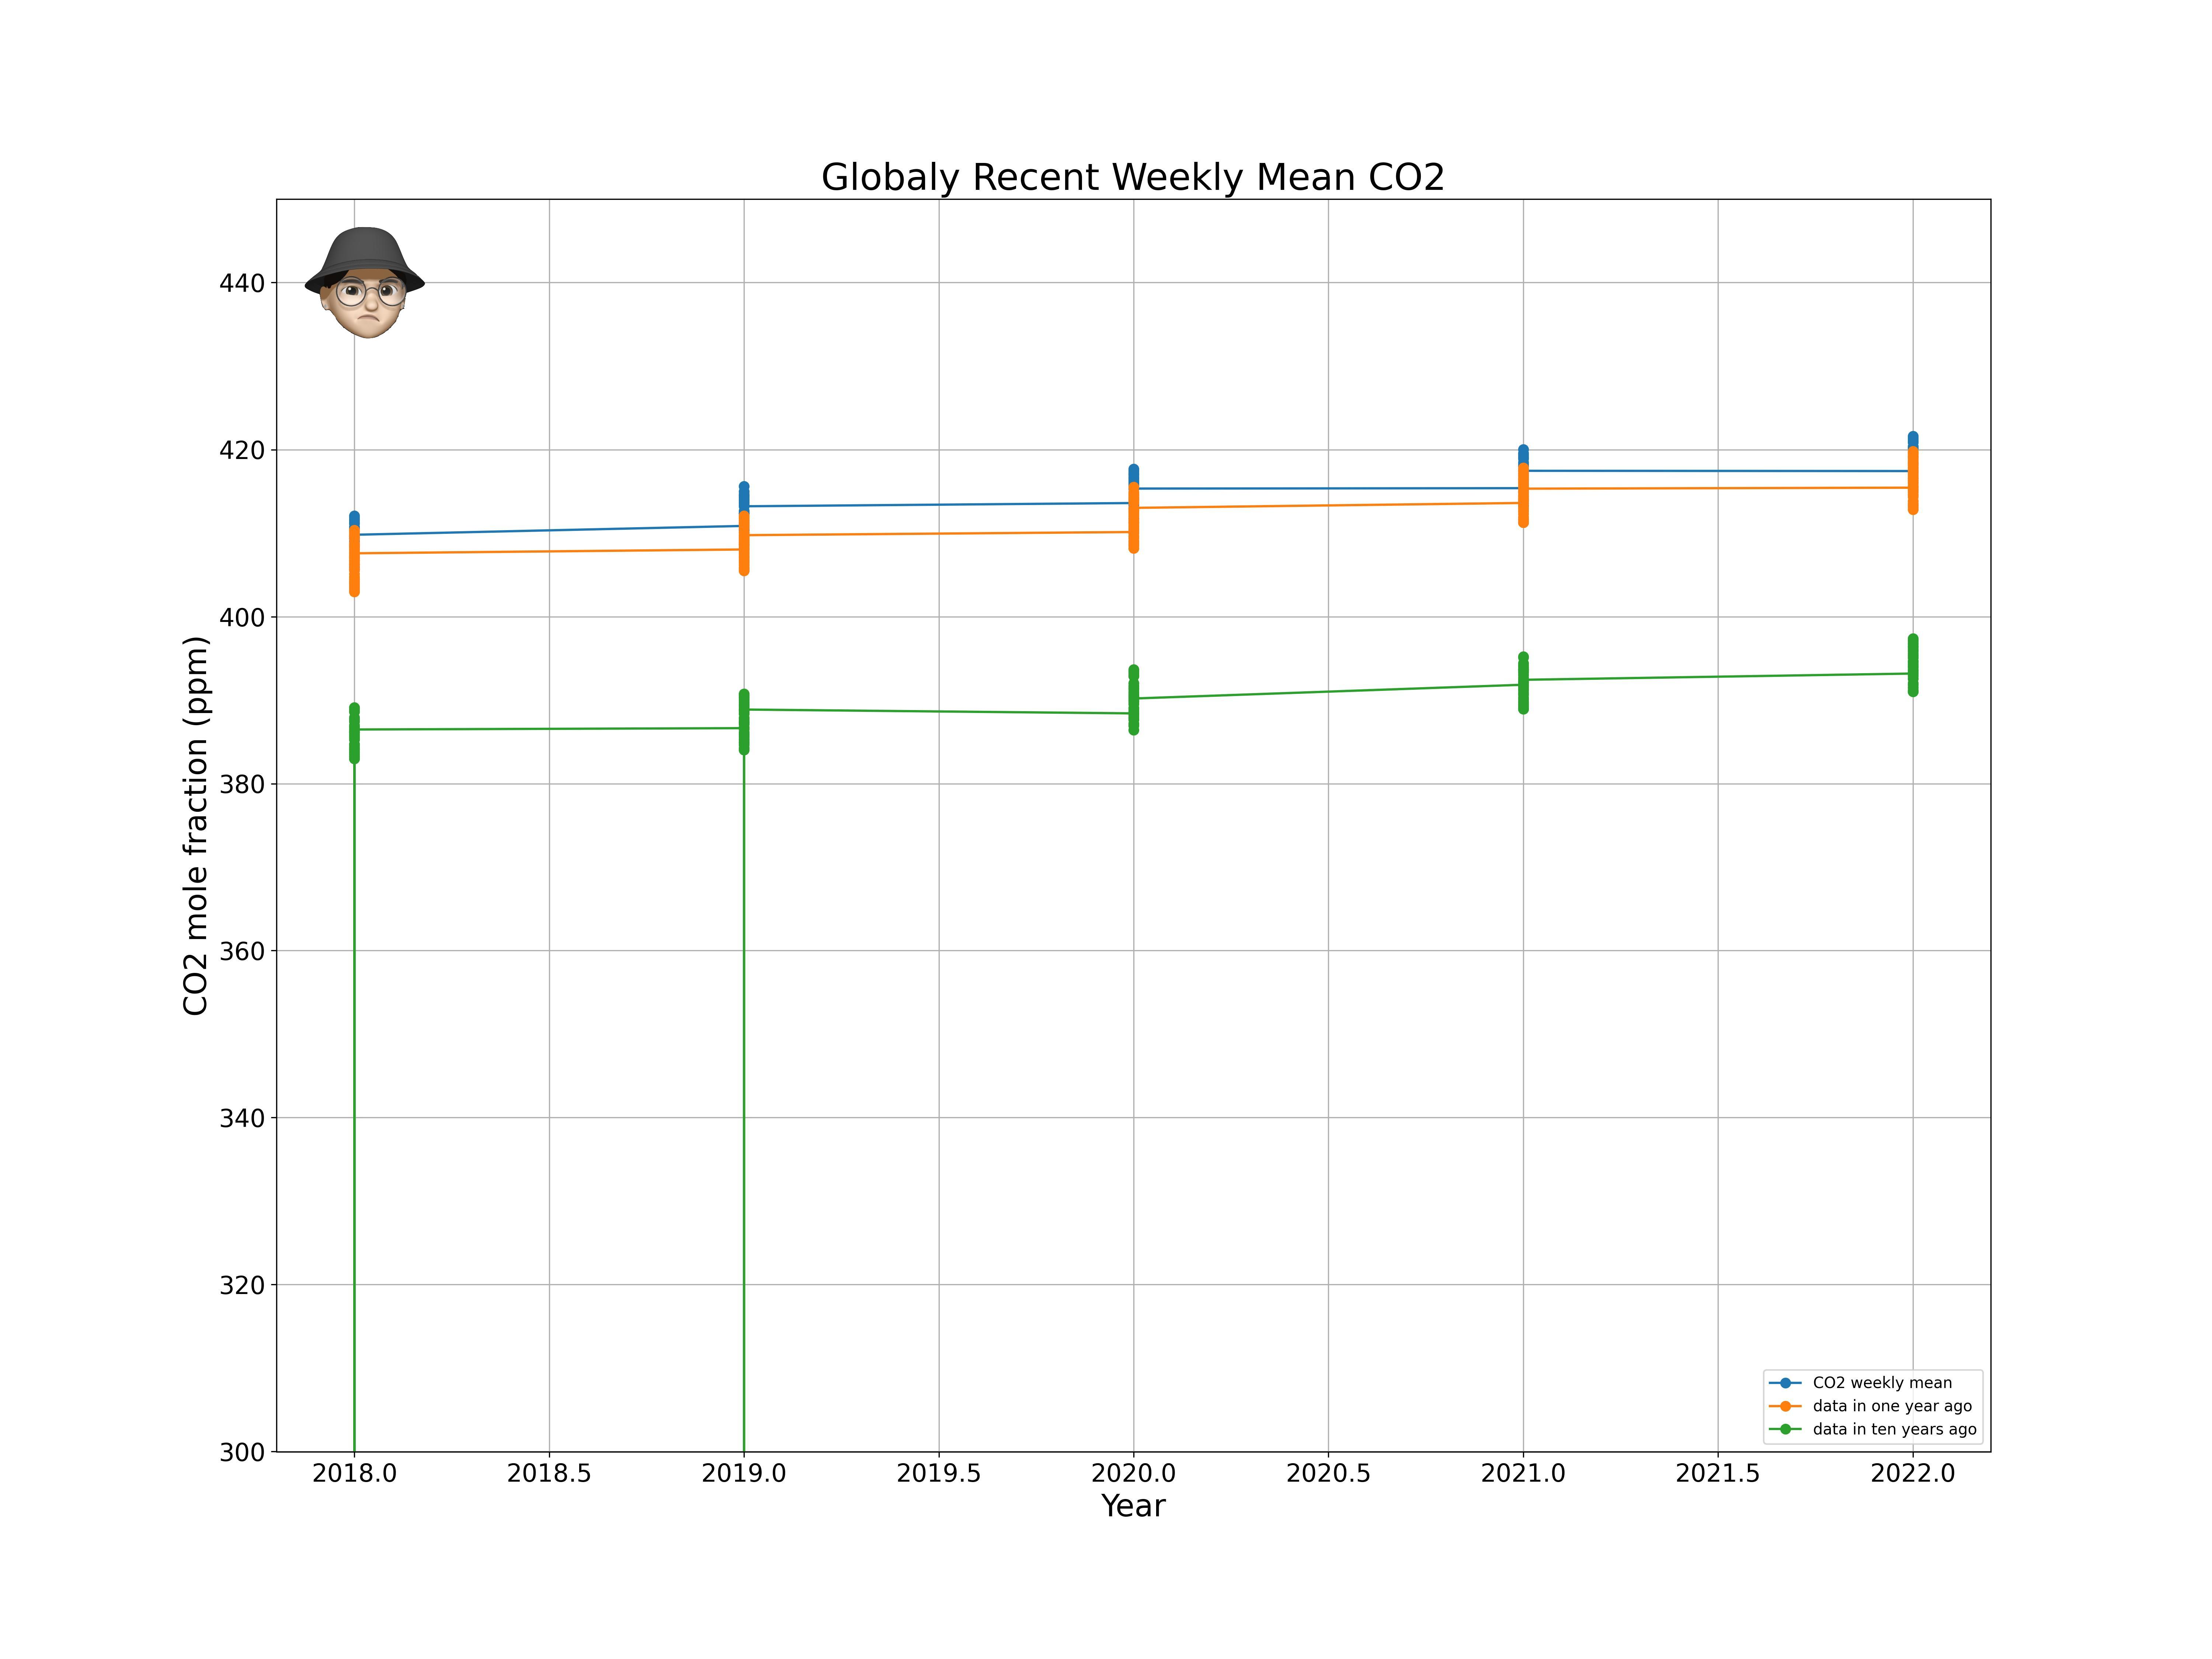 Globaly Recent Weekly Mean CO2
440
420
400
380
360
340
320
300
CO2 mole fraction (ppm)
2018.0 2018.5 2019.0 2019.5 2020.0 2020.5 2021.0 2021.5 2022.0
Year
CO2 weekly mean
data in one year ago
data in ten years ago